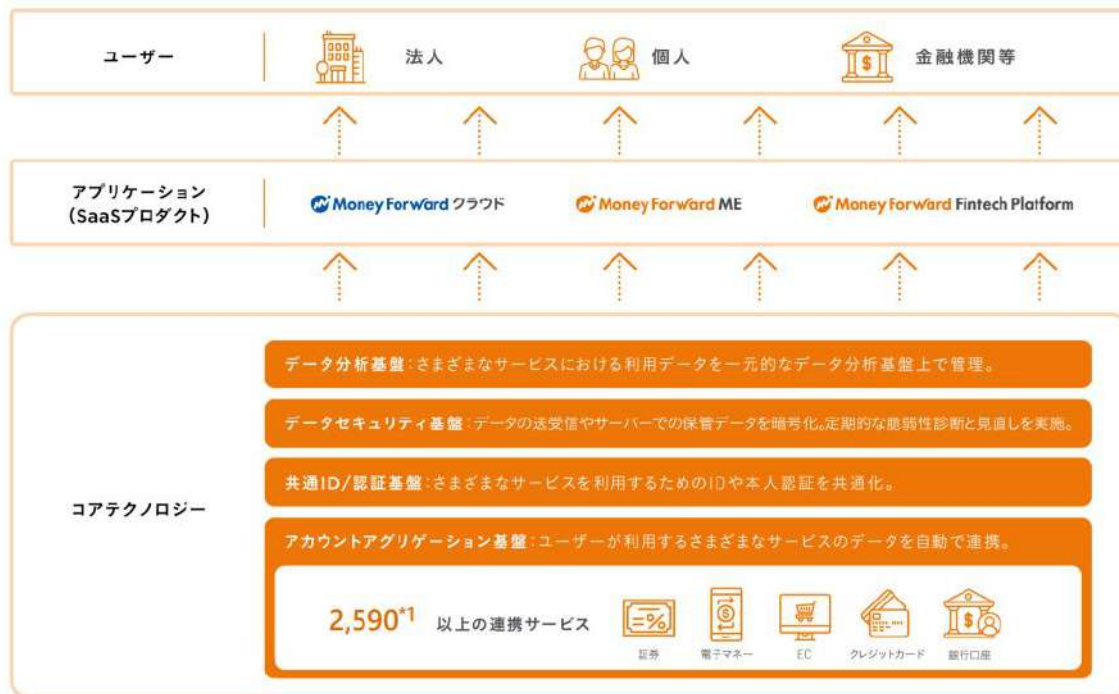 ユーザー
法人
個人
金融機関等
アプリケーション
(SaaSプロダクト)
Money Forward クラウド
Money Forward ME
Money Forward Fintech Platform
コアテクノロジー
データ分析基盤:さまざまなサービスにおける利用データを一元的なデータ分析基盤上で管理。
データセキュリティ基盤:データの送受信やサーバーでの保管データを暗号化。定期的な脆弱性診断と見直しを実施。
共通ID/認証基盤:さまざまなサービスを利用するためのIDや本人認証を共通化。
アカウントアグリゲーション基盤:ユーザーが利用するさまざまなサービスのデータを自動で連携。
2,590*1 以上の連携サービス
証券
電子マネー
EC
クレジットカード
銀行口座